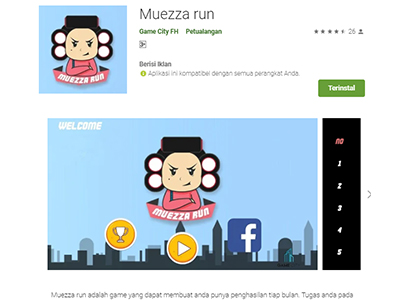 Muezza run
Game City FH Petualangan
26
MUEZZA RUN
Berisi Iklan
Aplikasi ini kompatibel dengan semua perangkat Anda.
Terinstal
WELCOME
MUEZZA RUN
NO
1
2
3
4
5
Muezza run adalah game yang dapat membuat anda punya penghasilan tiap bulan. Tugas anda pada